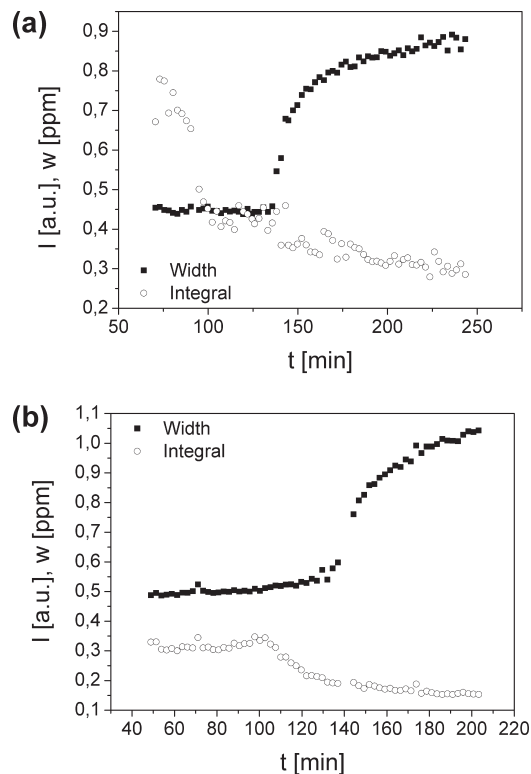 (a)
0,9
0,8
0,7
0,6
0,5
0,4
0,3
0,2
I [a.u.], w [ppm]
Width
Integral
50 100 150 200 250
t [min]
(b)
1,1
1,0
0,9
0,8
0,7
0,6
0,5
0,4
0,3
0,2
0,1
I [a.u.], w [ppm]
Width
Integral
40 60 80 100 120 140 160 180 200 220
t [min]